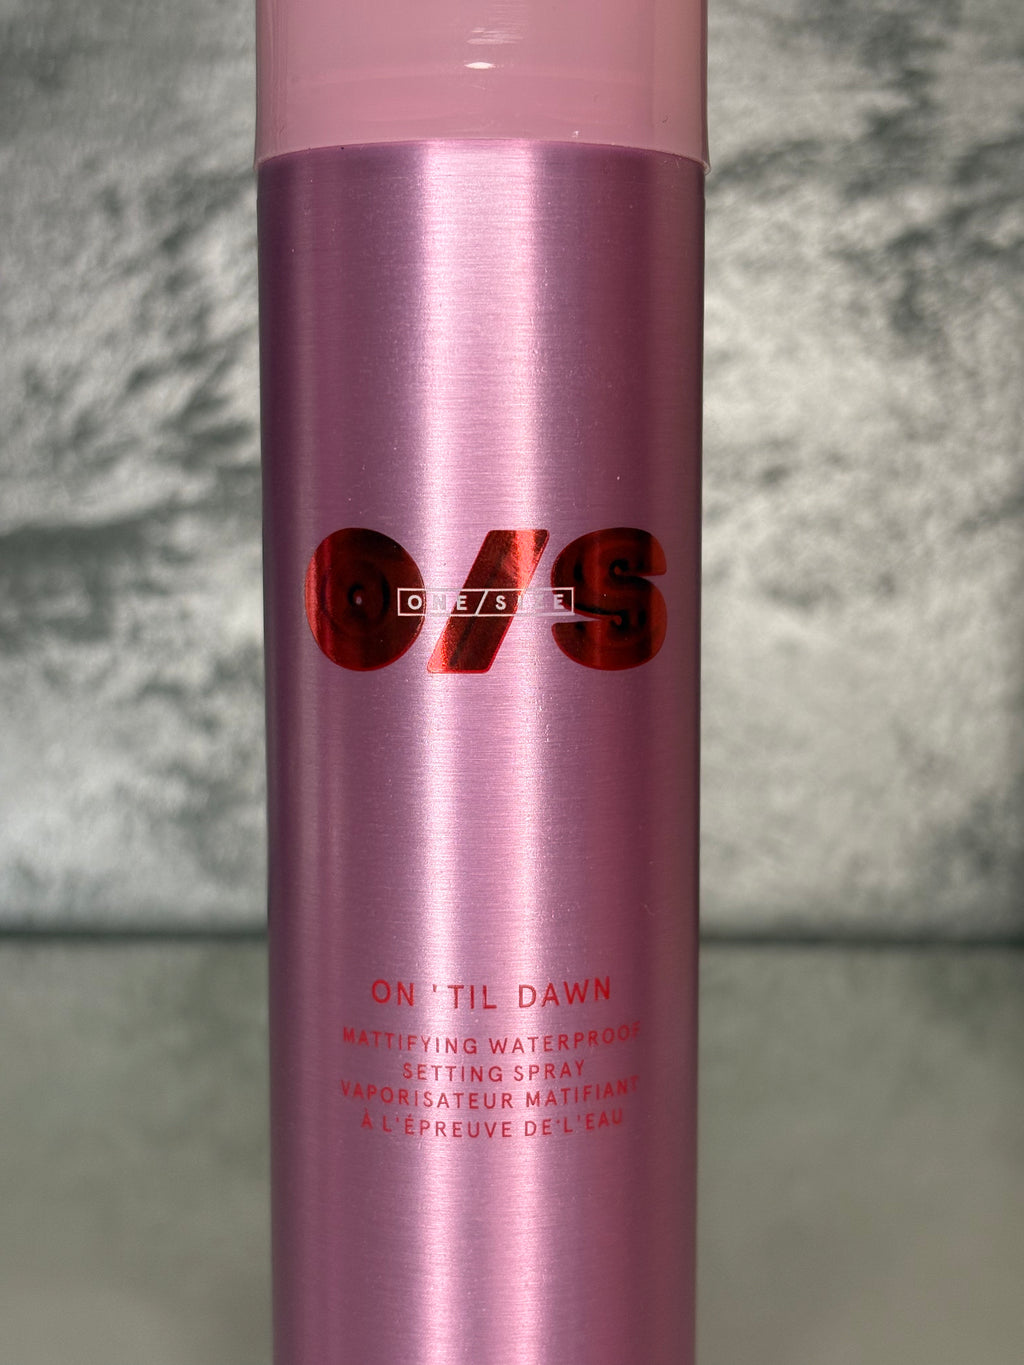 O/S
ONE/SIZE
ON 'TIL DAWN
MATTIFYING WATERPROOF
SETTING SPRAY
VAPORISATEUR MATIFIANT
À L'ÉPREUVE DE L'EAU